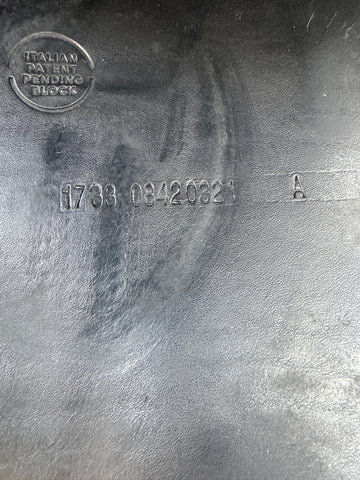 ITALIAN
PATENT
PENDING
BLOCK
1733 08420321 A